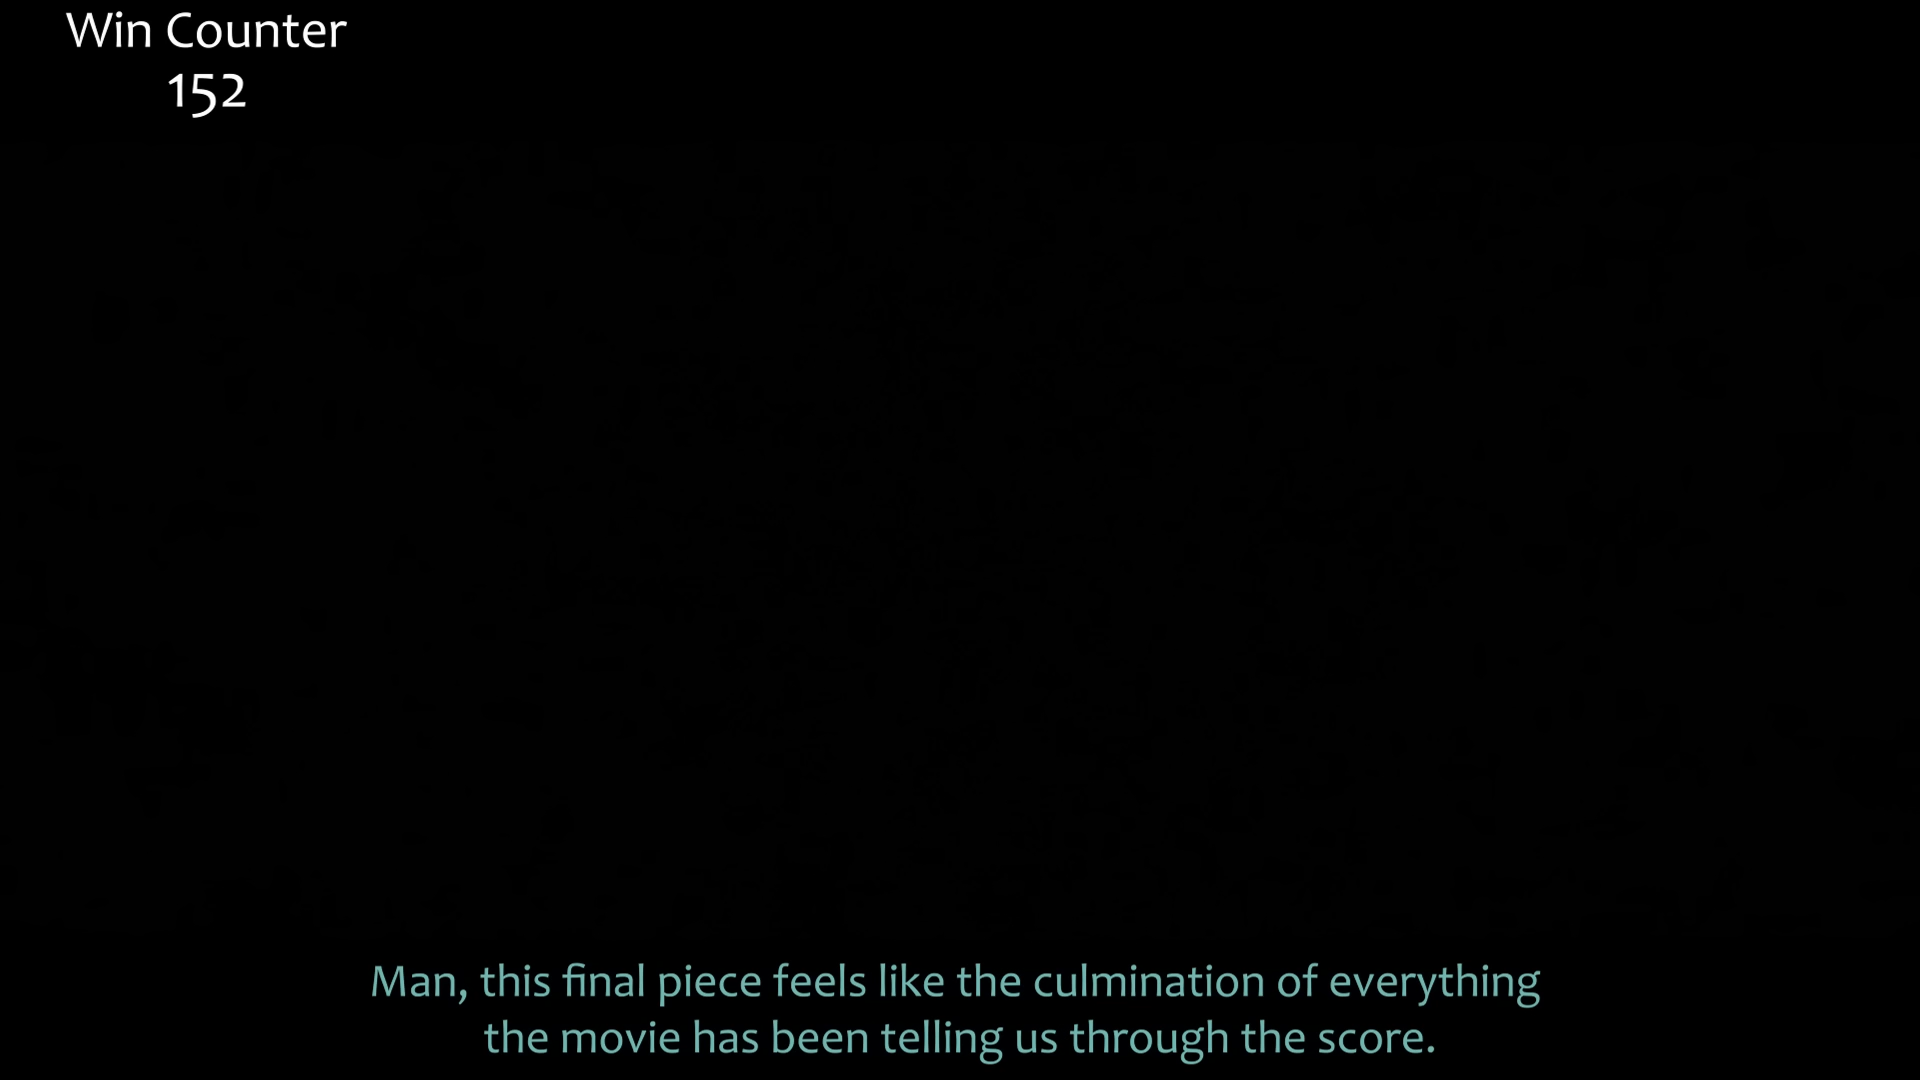 Win Counter
152
Man, this final piece feels like the culmination of everything
the movie has been telling us through the score.